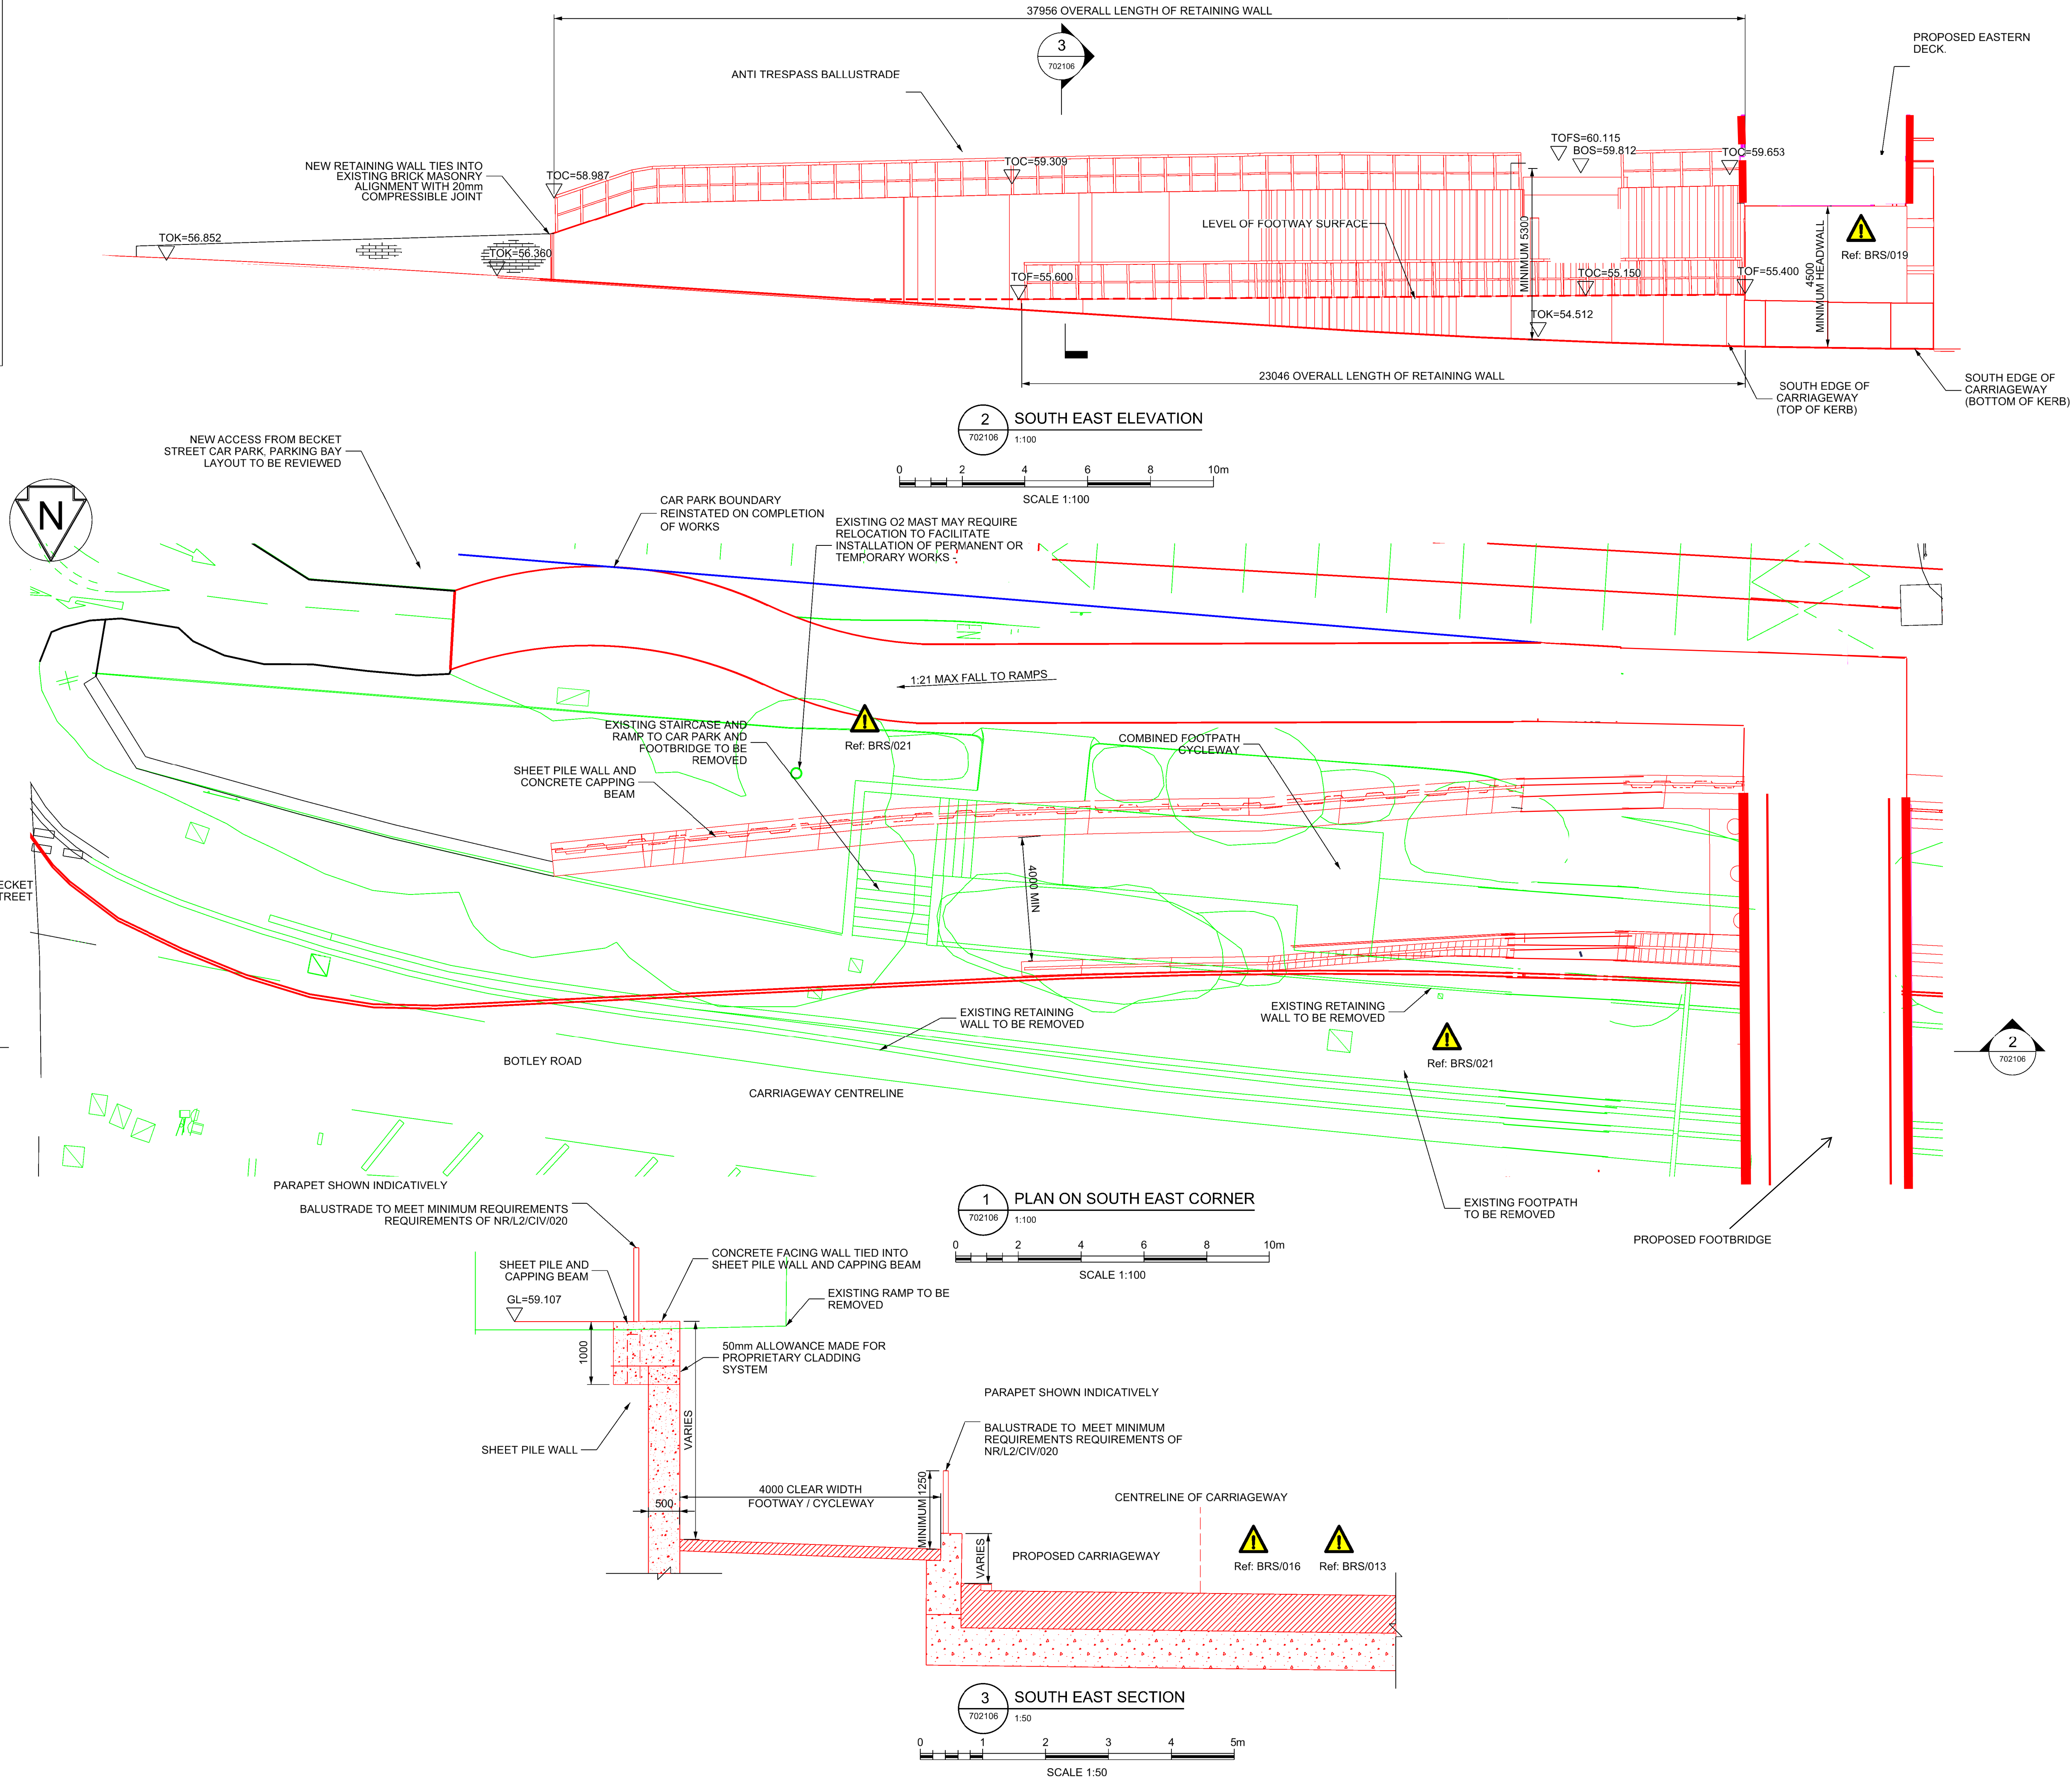 37956 OVERALL LENGTH OF RETAINING WALL
3
702106
PROPOSED EASTERN
DECK.
ANTI TRESPASS BALLUSTRADE
NEW RETAINING WALL TIES INTO
EXISTING BRICK MASONRY
ALIGNMENT WITH 20mm
COMPRESSIBLE JOINT
TOC=58.987
TOC=59.309
TOFS=60.115
BOS=59.812
TOC=59.653
TOK=56.852
TOK=56.360
LEVEL OF FOOTWAY SURFACE
MINIMUM 5300
4500
MINIMUM HEADWALL
Ref: BRS/019
TOF=55.600
TOC=55.150
TOF=55.400
TOK=54.512
23046 OVERALL LENGTH OF RETAINING WALL
SOUTH EDGE OF
CARRIAGEWAY
(TOP OF KERB)
SOUTH EDGE OF
CARRIAGEWAY
(BOTTOM OF KERB)
2
702106
SOUTH EAST ELEVATION
1:100
0 2 4 6 8 10m
SCALE 1:100
NEW ACCESS FROM BECKET
STREET CAR PARK, PARKING BAY
LAYOUT TO BE REVIEWED
N
CAR PARK BOUNDARY
REINSTATED ON COMPLETION
OF WORKS
EXISTING O2 MAST MAY REQUIRE
RELOCATION TO FACILITATE
INSTALLATION OF PERMANENT OR
TEMPORARY WORKS -
1:21 MAX FALL TO RAMPS
EXISTING STAIRCASE AND
RAMP TO CAR PARK AND
FOOTBRIDGE TO BE
REMOVED
Ref: BRS/021
COMBINED FOOTPATH
CYCLEWAY
SHEET PILE WALL AND
CONCRETE CAPPING
BEAM
4000 MIN
ECKET
TREET
EXISTING RETAINING
WALL TO BE REMOVED
EXISTING RETAINING
WALL TO BE REMOVED
Ref: BRS/021
2
702106
BOTLEY ROAD
CARRIAGEWAY CENTRELINE
EXISTING FOOTPATH
TO BE REMOVED
PROPOSED FOOTBRIDGE
1
702106
PLAN ON SOUTH EAST CORNER
1:100
0 2 4 6 8 10m
SCALE 1:100
PARAPET SHOWN INDICATIVELY
BALUSTRADE TO MEET MINIMUM REQUIREMENTS
REQUIREMENTS OF NR/L2/CIV/020
SHEET PILE AND
CAPPING BEAM
CONCRETE FACING WALL TIED INTO
SHEET PILE WALL AND CAPPING BEAM
GL=59.107
EXISTING RAMP TO BE
REMOVED
1000
50mm ALLOWANCE MADE FOR
PROPRIETARY CLADDING
SYSTEM
VARIES
SHEET PILE WALL
PARAPET SHOWN INDICATIVELY
BALUSTRADE TO MEET MINIMUM
REQUIREMENTS REQUIREMENTS OF
NR/L2/CIV/020
500
4000 CLEAR WIDTH
FOOTWAY / CYCLEWAY
MINIMUM 1250
VARIES
CENTRELINE OF CARRIAGEWAY
PROPOSED CARRIAGEWAY
Ref: BRS/016
Ref: BRS/013
3
702106
SOUTH EAST SECTION
1:50
0 1 2 3 4 5m
SCALE 1:50